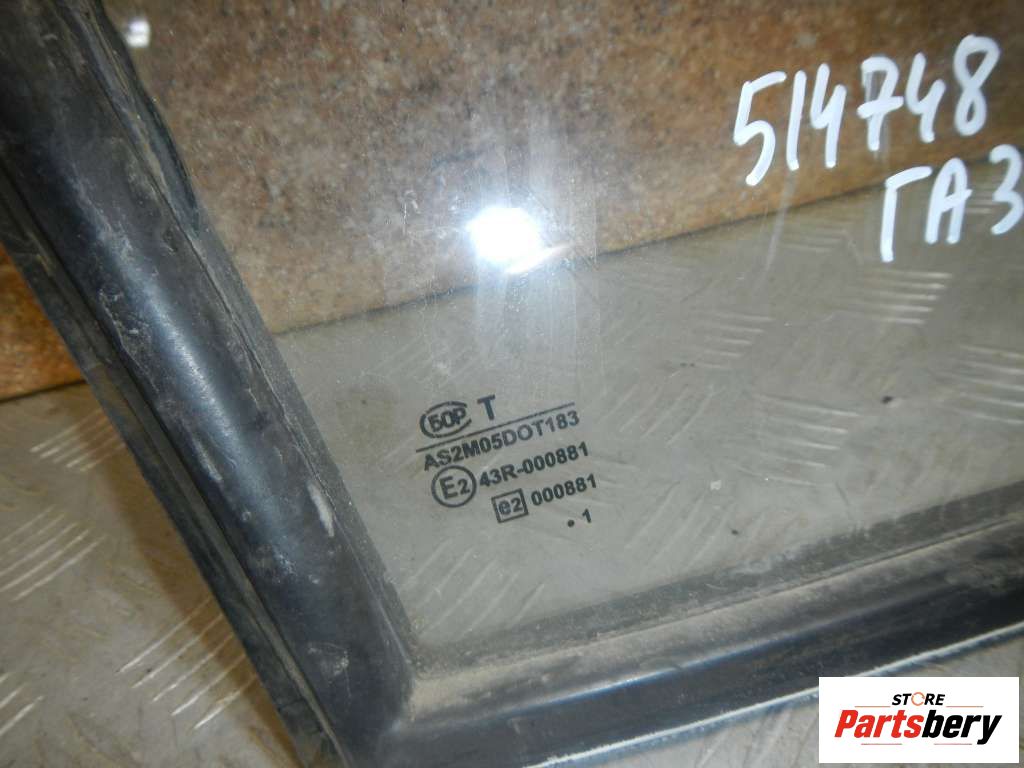 514748
ГАЗ
БОР T
AS2M05DOT183
E2 43R-000881
e2 000881
.1
STORE
Partsbery